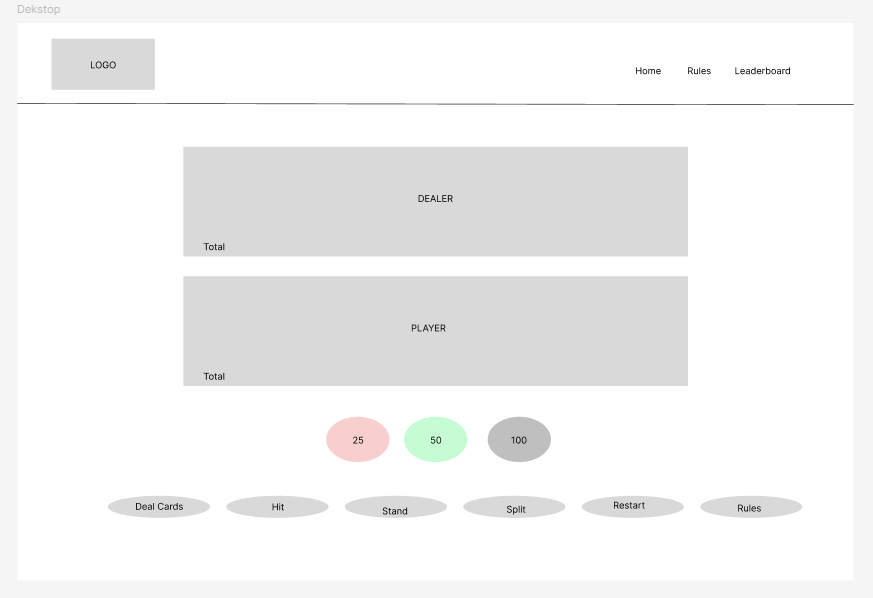 Dekstop
LOGO
Home Rules Leaderboard
DEALER
Total
PLAYER
Total
25 50 100
Deal Cards Hit Stand Split Restart Rules